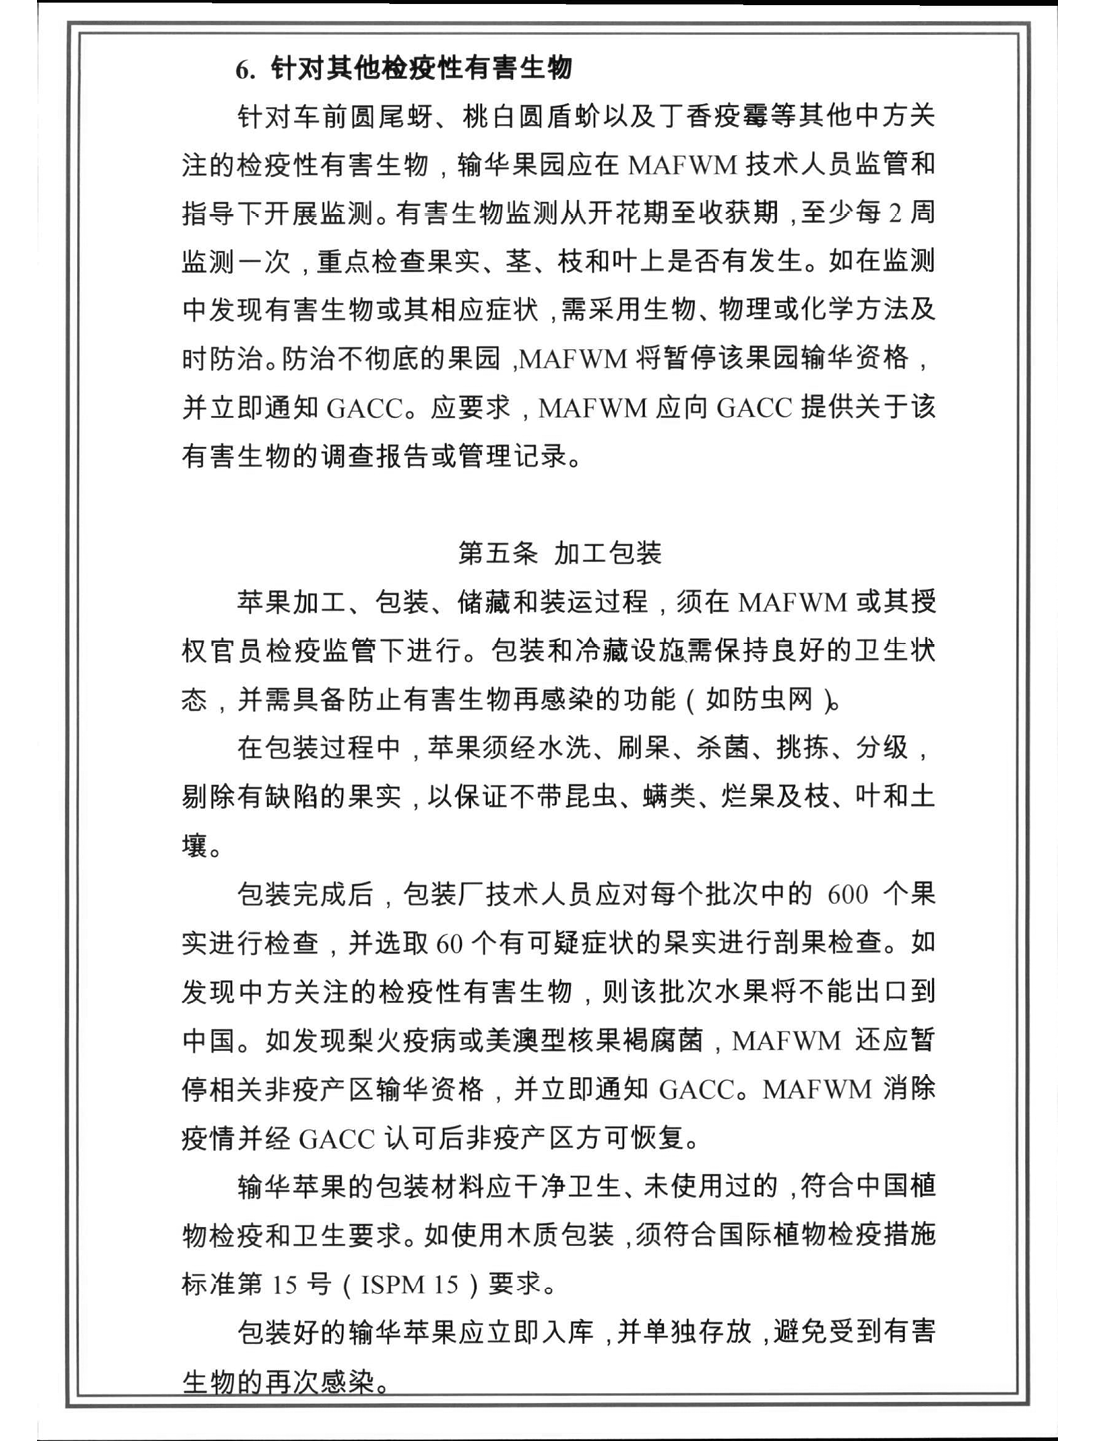 6. 针对其他检疫性有害生物
针对车前圆尾蚜、桃白圆盾蚧以及丁香疫霉等其他中方关
注的检疫性有害生物，输华果园应在 MAFWM 技术人员监管和
指导下开展监测。有害生物监测从开花期至收获期，至少每 2 周
监测一次，重点检查果实、茎、枝和叶上是否有发生。如在监测
中发现有害生物或其相应症状，需采用生物、物理或化学方法及
时防治。防治不彻底的果园，MAFWM 将暂停该果园输华资格，
并立即通知 GACC。应要求，MAFWM 应向 GACC 提供关于该
有害生物的调查报告或管理记录。
第五条 加工包装
苹果加工、包装、储藏和装运过程，须在 MAFWM 或其授
权官员检疫监管下进行。包装和冷藏设施需保持良好的卫生状
态，并需具备防止有害生物再感染的功能（如防虫网）。
在包装过程中，苹果须经水洗、刷果、杀菌、挑拣、分级，
剔除有缺陷的果实，以保证不带昆虫、螨类、烂果及枝、叶和土
壤。
包装完成后，包装厂技术人员应对每个批次中的 600 个果
实进行检查，并选取 60 个有可疑症状的果实进行剖果检查。如
发现中方关注的检疫性有害生物，则该批次水果将不能出口到
中国。如发现梨火疫病或美澳型核果褐腐菌，MAFWM 还应暂
停相关非疫产区输华资格，并立即通知 GACC。MAFWM 消除
疫情并经 GACC 认可后非疫产区方可恢复。
输华苹果的包装材料应干净卫生、未使用过的，符合中国植
物检疫和卫生要求。如使用木质包装，须符合国际植物检疫措施
标准第 15 号（ISPM 15）要求。
包装好的输华苹果应立即入库，并单独存放，避免受到有害
生物的再次感染。